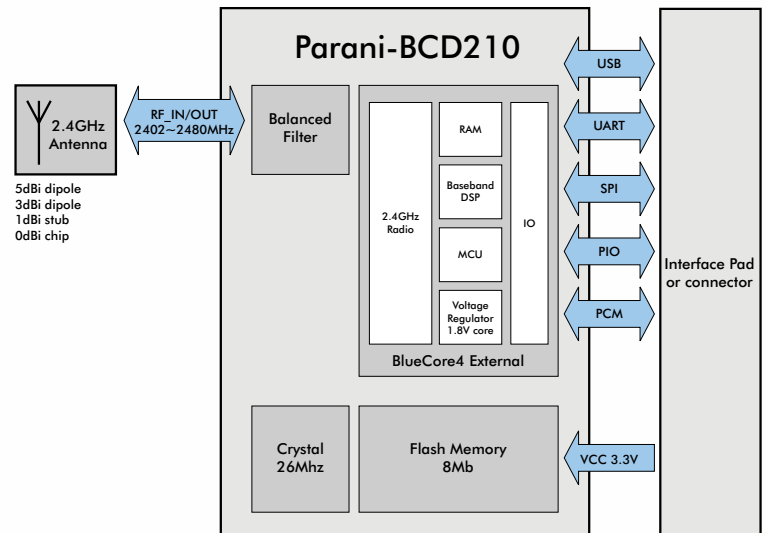 Parani-BCD210
2.4GHz
Antenna
5dBi dipole
3dBi dipole
1dBi stub
0dBi chip
RF_IN/OUT
2402~2480MHz
Balanced
Filter
2.4GHz
Radio
RAM
Baseband
DSP
MCU
Voltage
Regulator
1.8V core
IO
BlueCore4 External
Crystal
26Mhz
Flash Memory
8Mb
USB
UART
SPI
PIO
PCM
VCC 3.3V
Interface Pad
or connector